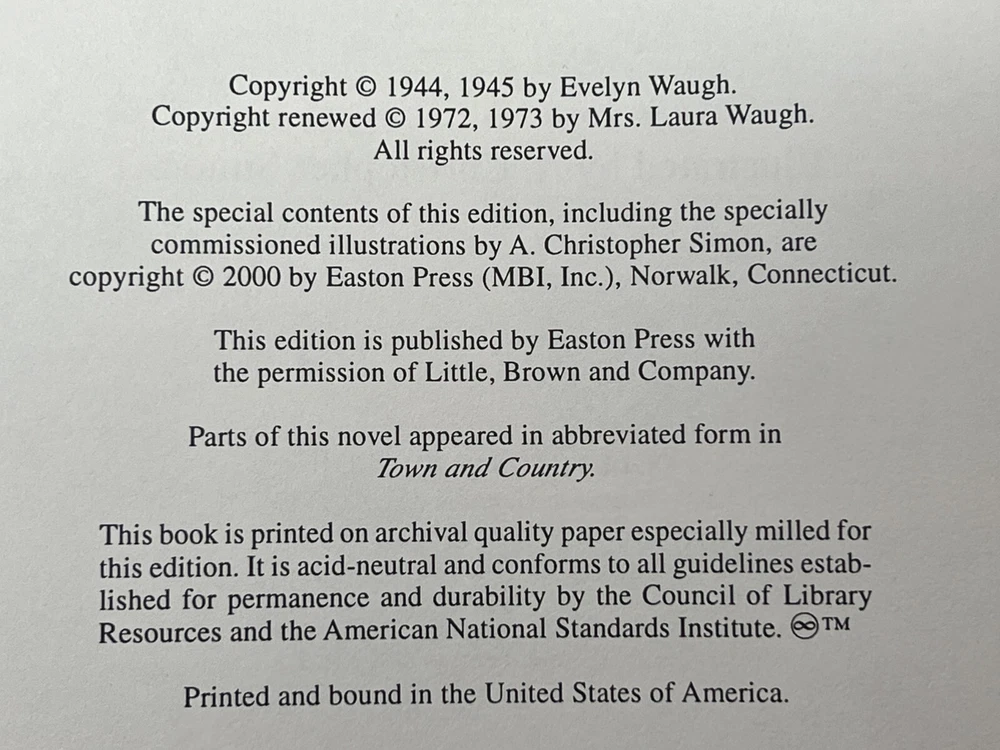 Copyright © 1944, 1945 by Evelyn Waugh.
Copyright renewed © 1972, 1973 by Mrs. Laura Waugh.
All rights reserved.
The special contents of this edition, including the specially
commissioned illustrations by A. Christopher Simon, are
copyright © 2000 by Easton Press (MBI, Inc.), Norwalk, Connecticut.
This edition is published by Easton Press with
the permission of Little, Brown and Company.
Parts of this novel appeared in abbreviated form in
Town and Country.
This book is printed on archival quality paper especially milled for
this edition. It is acid-neutral and conforms to all guidelines estab-
lished for permanence and durability by the Council of Library
Resources and the American National Standards Institute. ♾™
Printed and bound in the United States of America.